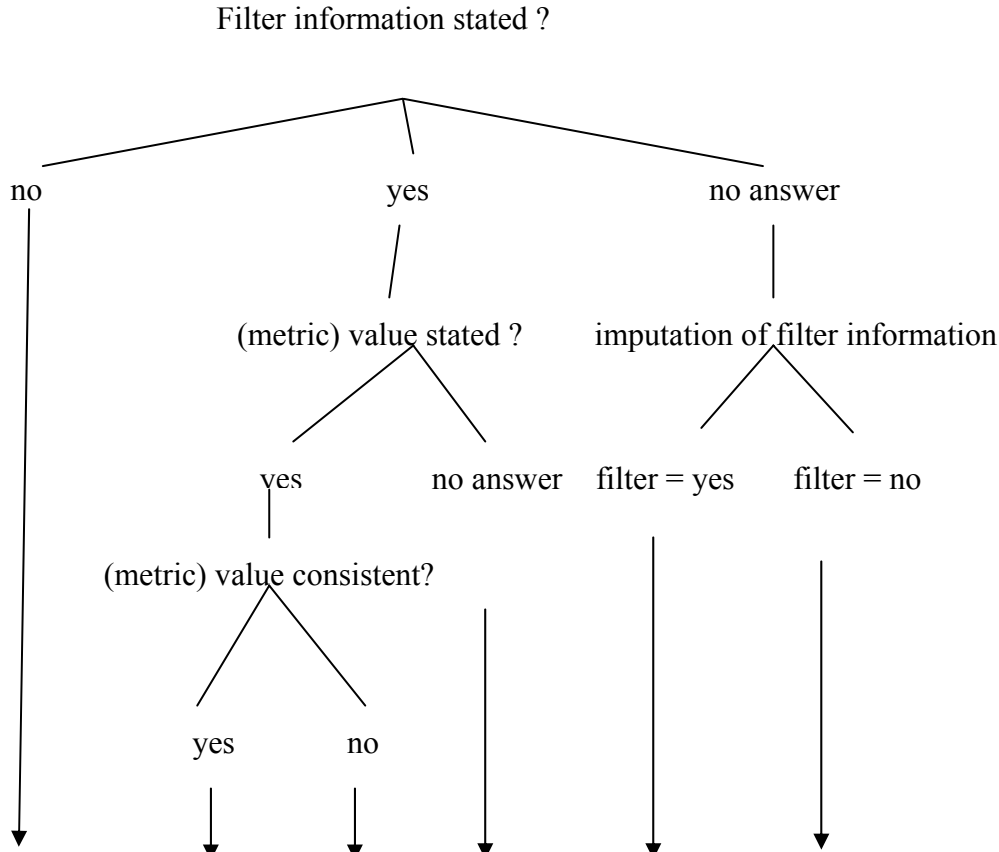 Filter information stated ?
no yes no answer
(metric) value stated ? imputation of filter information
yes no answer filter = yes filter = no
(metric) value consistent?
yes no